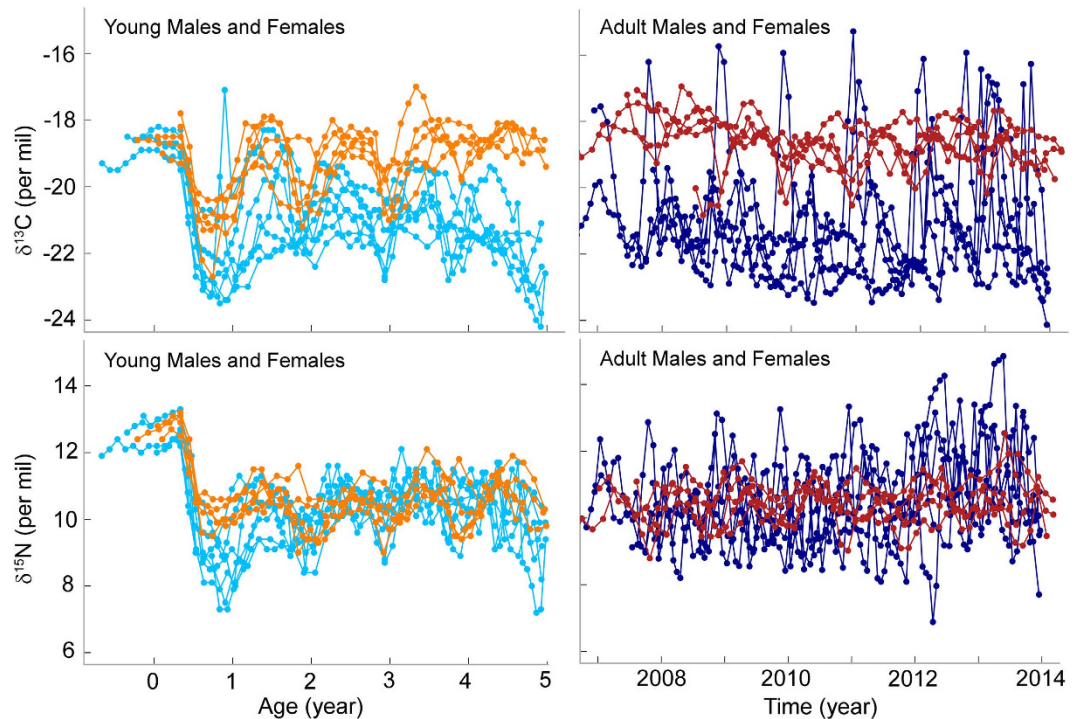 Young Males and Females
Adult Males and Females
δ13C (per mil)
-16
-18
-20
-22
-24
Young Males and Females
Adult Males and Females
δ15N (per mil)
14
12
10
8
6
0 1 2 3 4 5
2008 2010 2012 2014
Age (year)
Time (year)